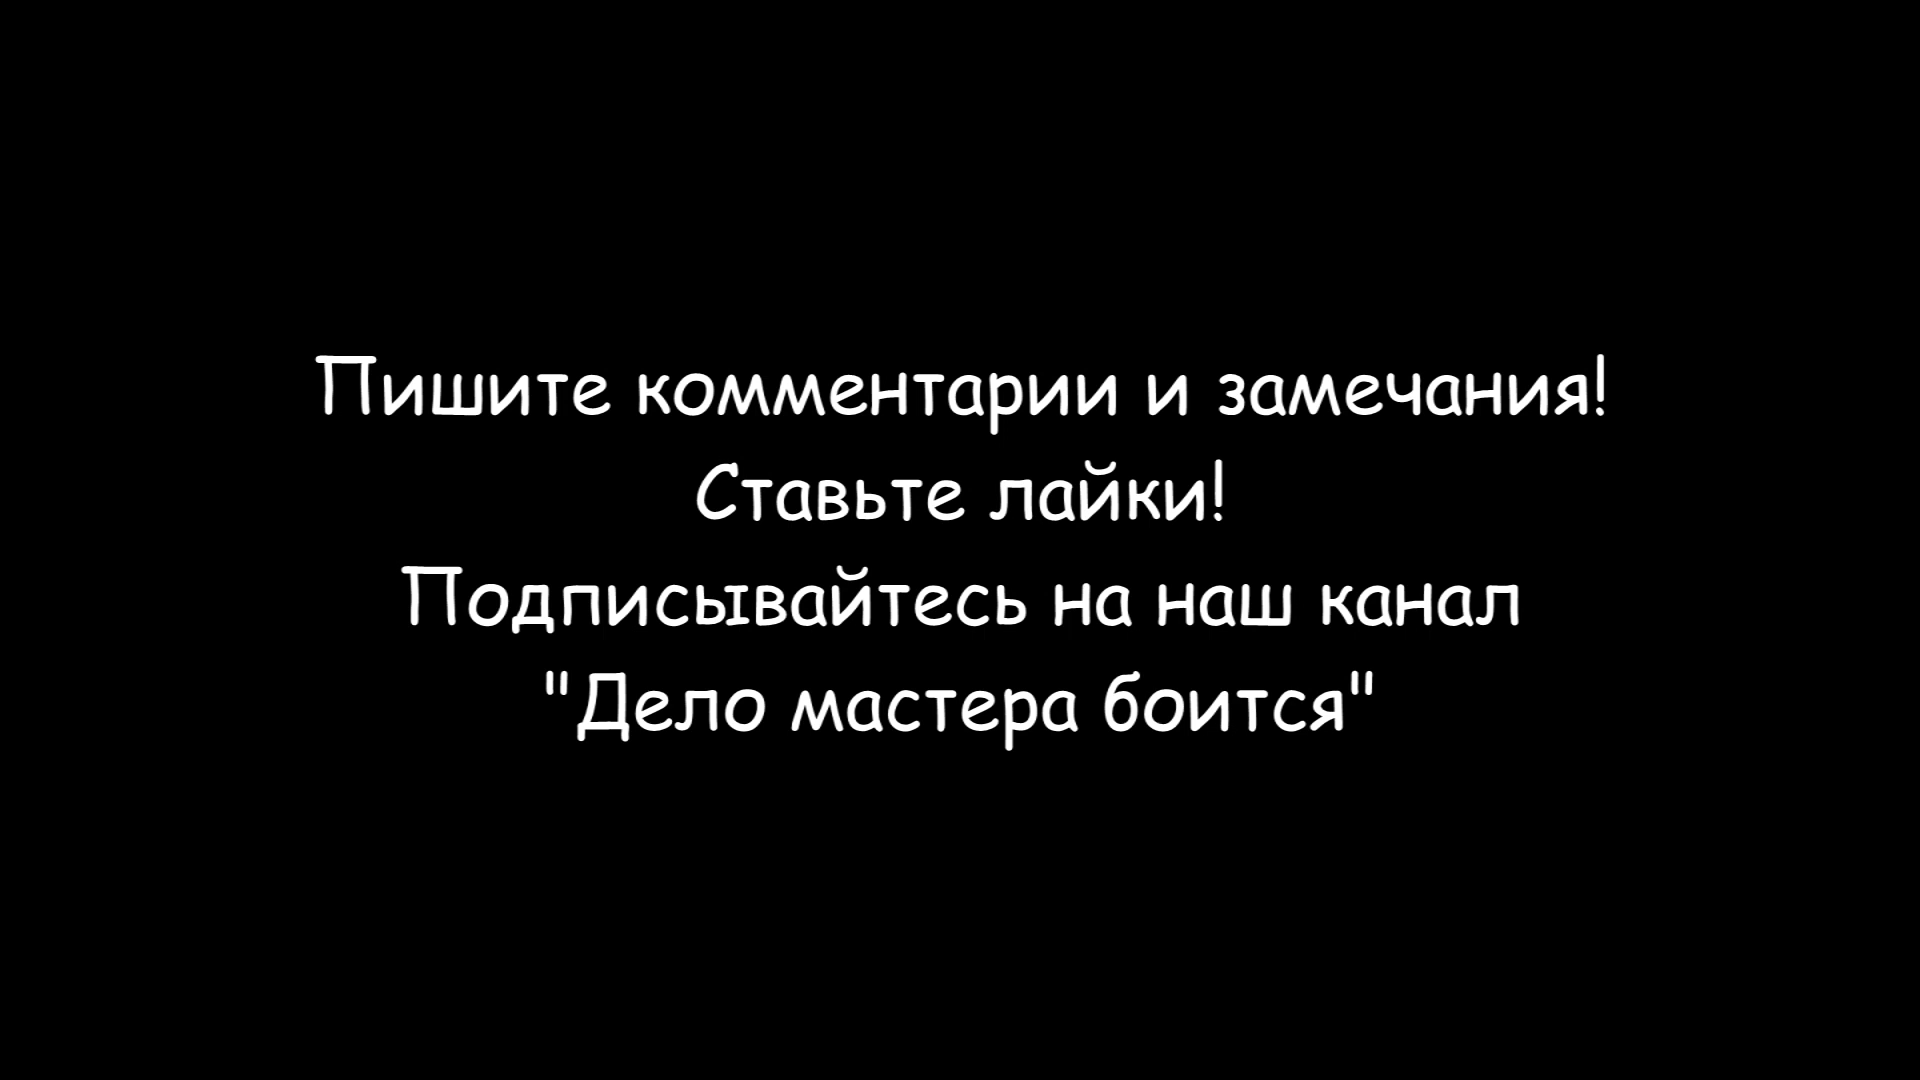 Пишите комментарии и замечания!
Ставьте лайки!
Подписывайтесь на наш канал
"Дело мастера боится"